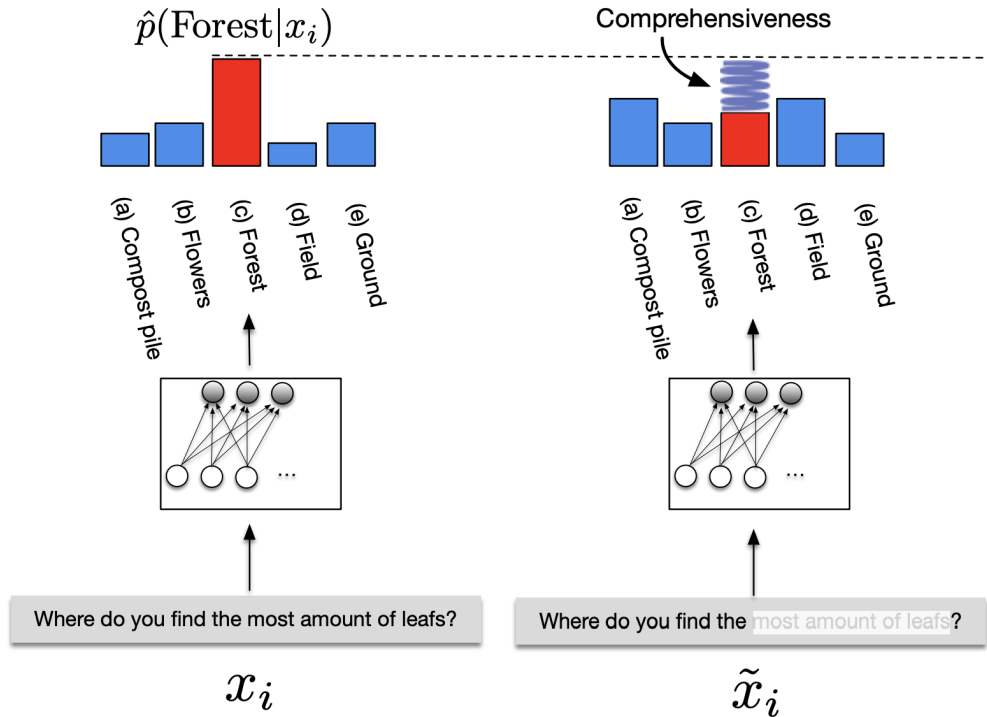 p̂(Forest|xᵢ)
Comprehensiveness
(a) Compost pile
(b) Flowers
(c) Forest
(d) Field
(e) Ground
(a) Compost pile
(b) Flowers
(c) Forest
(d) Field
(e) Ground
...
...
Where do you find the most amount of leafs?
Where do you find the most amount of leafs?
xᵢ
x̃ᵢ